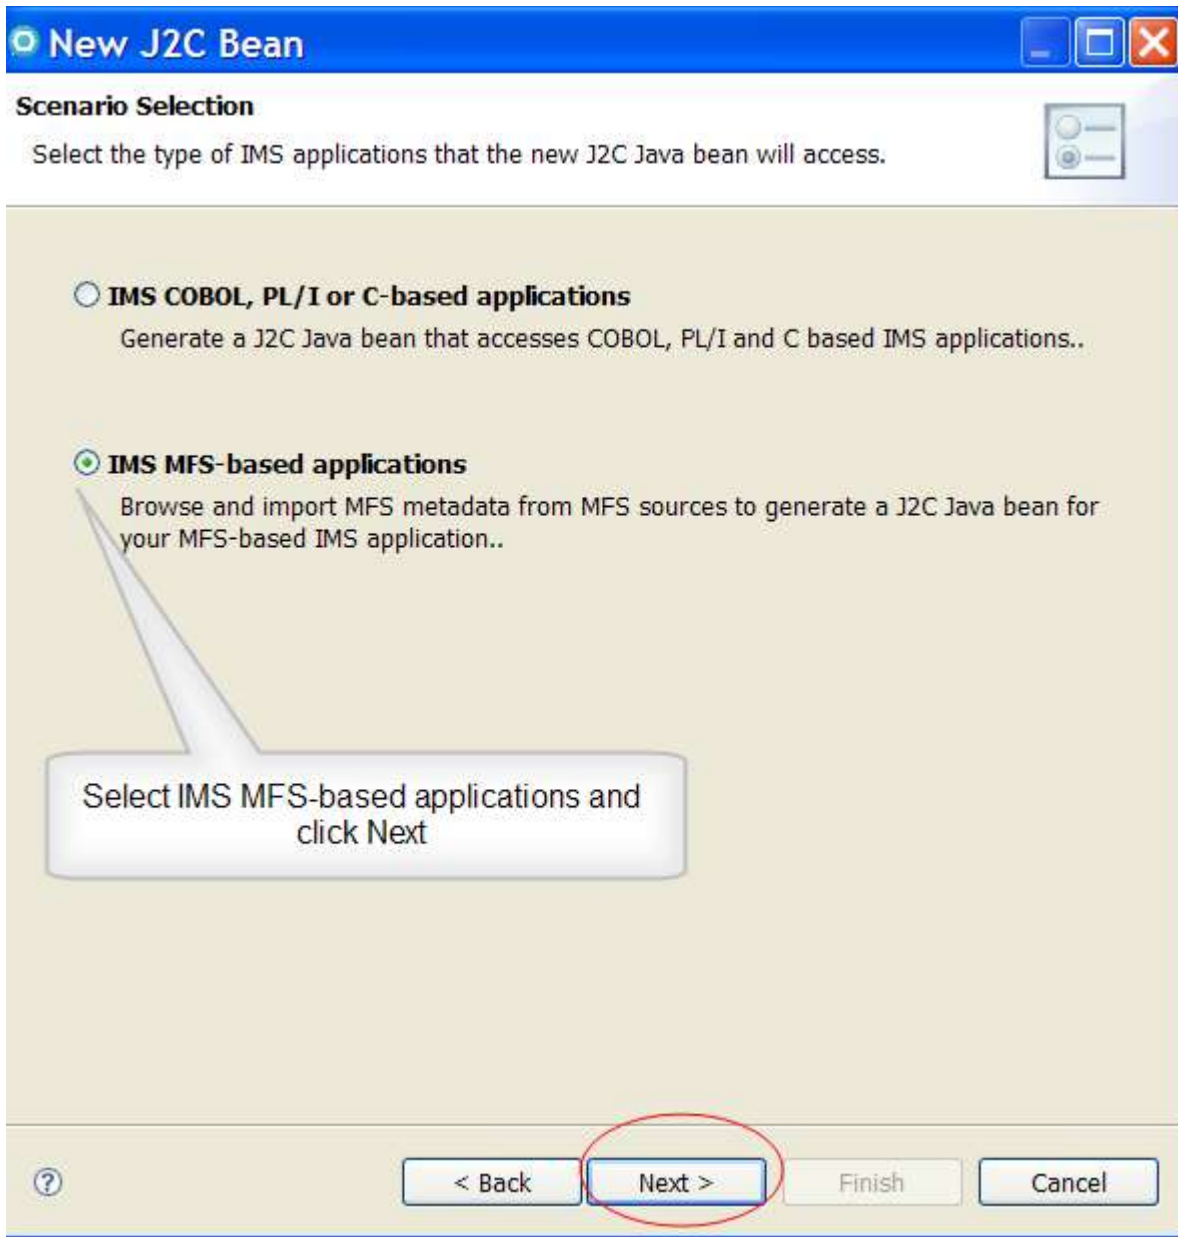 New J2C Bean
Scenario Selection
Select the type of IMS applications that the new J2C Java bean will access.
IMS COBOL, PL/I or C-based applications
Generate a J2C Java bean that accesses COBOL, PL/I and C based IMS applications..
IMS MFS-based applications
Browse and import MFS metadata from MFS sources to generate a J2C Java bean for
your MFS-based IMS application..
Select IMS MFS-based applications and
click Next
?
< Back
Next >
Finish
Cancel